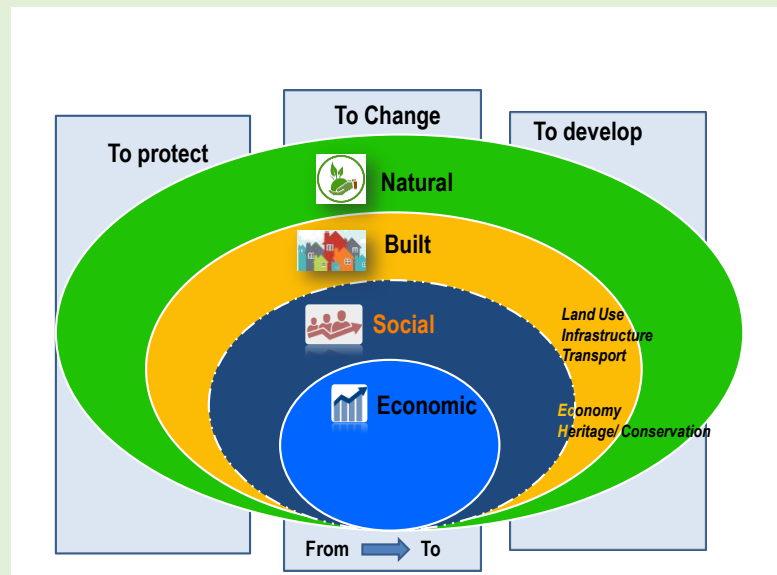 To Change
To protect
To develop
Natural
Built
Social
Land Use
Infrastructure
Transport
Economic
Economy
Heritage/ Conservation
From To